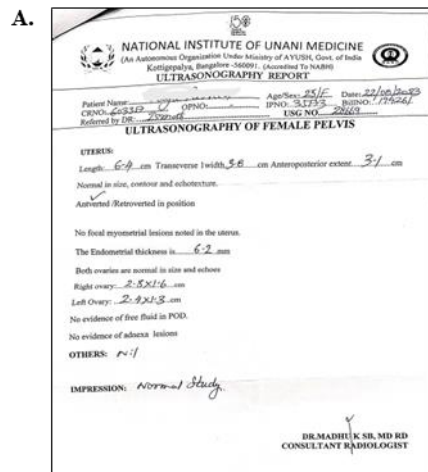 A.
NATIONAL INSTITUTE OF UNANI MEDICINE
(An Autonomous Organization Under Ministry of AYUSH, Govt. of India
Kottigepalya, Bangalore -560091. (Accredited To NABH)
ULTRASONOGRAPHY REPORT
Patient Name: Age/Sex: 25/F Date: 22/08/2023
CRNO: OPNO: IPNO: BillNO:
Referred by DR: USG NO.
ULTRASONOGRAPHY OF FEMALE PELVIS
UTERUS:
Length: 6.4 cm Transverse 1width 3.8 cm Anteroposterior extent 3.1 cm
Normal in size, contour and echotexture.
Antverted /Retroverted in position
No focal myometrial lesions noted in the uterus.
The Endometrial thickness is 6.2 mm
Both ovaries are normal in size and echoes
Right ovary: 2.8X1.6 cm
Left Ovary: 2.4X1.3 cm
No evidence of free fluid in POD.
No evidence of adnexa lesions
OTHERS: Nil
IMPRESSION: Normal Study.
DR.MADHU K SB, MD RD
CONSULTANT RADIOLOGIST